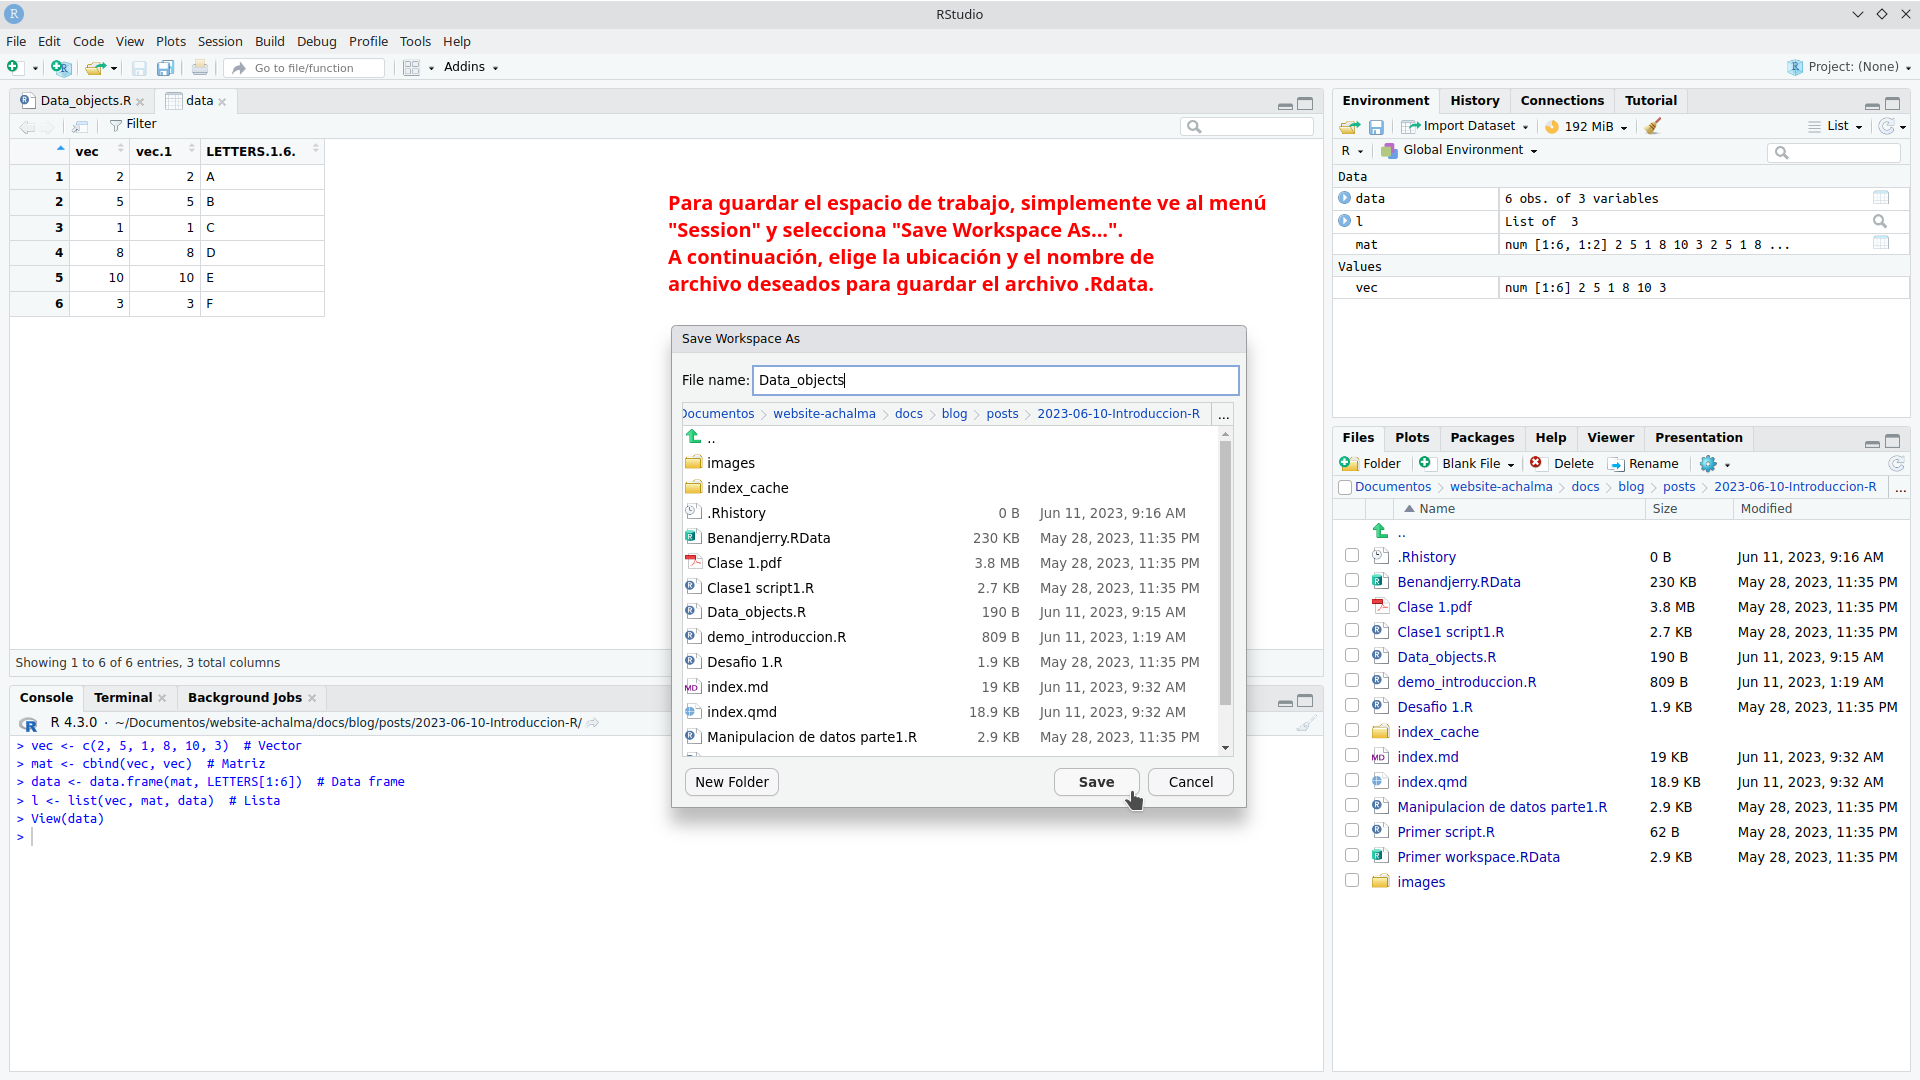 RStudio
File Edit Code View Plots Session Build Debug Profile Tools Help
Go to file/function Addins Project: (None)
Data_objects.R data
Filter
vec vec.1 LETTERS.1.6.
1 2 2 A
2 5 5 B
3 1 1 C
4 8 8 D
5 10 10 E
6 3 3 F
Showing 1 to 6 of 6 entries, 3 total columns
Para guardar el espacio de trabajo, simplemente ve al menú
"Session" y selecciona "Save Workspace As...".
A continuación, elige la ubicación y el nombre de
archivo deseados para guardar el archivo .Rdata.
Save Workspace As
File name: Data_objects
Documentos website-achalma docs blog posts 2023-06-10-Introduccion-R ...
..
images
index_cache
.Rhistory 0 B Jun 11, 2023, 9:16 AM
Benandjerry.RData 230 KB May 28, 2023, 11:35 PM
Clase 1.pdf 3.8 MB May 28, 2023, 11:35 PM
Clase1 script1.R 2.7 KB May 28, 2023, 11:35 PM
Data_objects.R 190 B Jun 11, 2023, 9:15 AM
demo_introduccion.R 809 B Jun 11, 2023, 1:19 AM
Desafio 1.R 1.9 KB May 28, 2023, 11:35 PM
index.md 19 KB Jun 11, 2023, 9:32 AM
index.qmd 18.9 KB Jun 11, 2023, 9:32 AM
Manipulacion de datos parte1.R 2.9 KB May 28, 2023, 11:35 PM
New Folder Save Cancel
Console Terminal Background Jobs
R 4.3.0 · ~/Documentos/website-achalma/docs/blog/posts/2023-06-10-Introduccion-R/
> vec <- c(2, 5, 1, 8, 10, 3)  # Vector
> mat <- cbind(vec, vec)  # Matriz
> data <- data.frame(mat, LETTERS[1:6])  # Data frame
> l <- list(vec, mat, data)  # Lista
> View(data)
>
Environment History Connections Tutorial
Import Dataset 192 MiB List
R Global Environment
Data
data 6 obs. of 3 variables
l List of  3
mat num [1:6, 1:2] 2 5 1 8 10 3 2 5 1 8 ...
Values
vec num [1:6] 2 5 1 8 10 3
Files Plots Packages Help Viewer Presentation
Folder Blank File Delete Rename
Documentos website-achalma docs blog posts 2023-06-10-Introduccion-R ...
Name Size Modified
..
.Rhistory 0 B Jun 11, 2023, 9:16 AM
Benandjerry.RData 230 KB May 28, 2023, 11:35 PM
Clase 1.pdf 3.8 MB May 28, 2023, 11:35 PM
Clase1 script1.R 2.7 KB May 28, 2023, 11:35 PM
Data_objects.R 190 B Jun 11, 2023, 9:15 AM
demo_introduccion.R 809 B Jun 11, 2023, 1:19 AM
Desafio 1.R 1.9 KB May 28, 2023, 11:35 PM
index_cache
index.md 19 KB Jun 11, 2023, 9:32 AM
index.qmd 18.9 KB Jun 11, 2023, 9:32 AM
Manipulacion de datos parte1.R 2.9 KB May 28, 2023, 11:35 PM
Primer script.R 62 B May 28, 2023, 11:35 PM
Primer workspace.RData 2.9 KB May 28, 2023, 11:35 PM
images